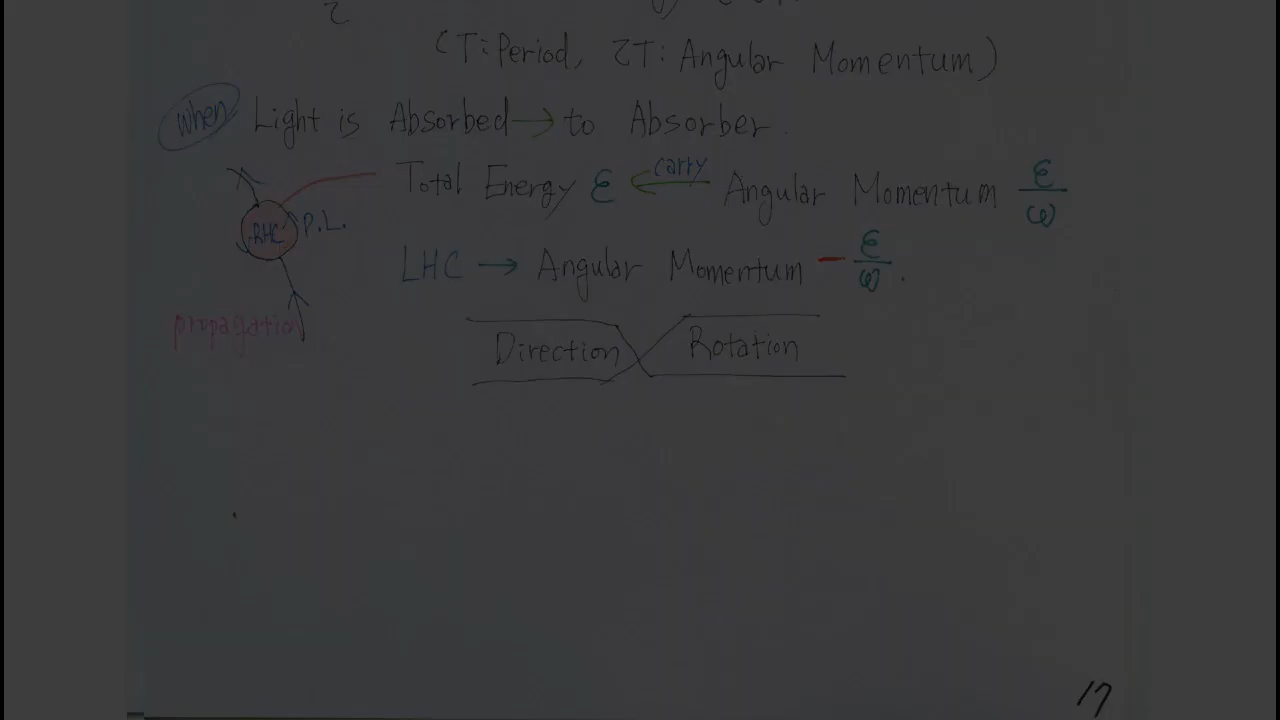 (T: Period, τT: Angular Momentum)
when Light is Absorbed → to Absorber.
Total Energy ε ← carry Angular Momentum ε/ω
RHC P.L.
LHC → Angular Momentum - ε/ω.
propagation
Direction Rotation
17